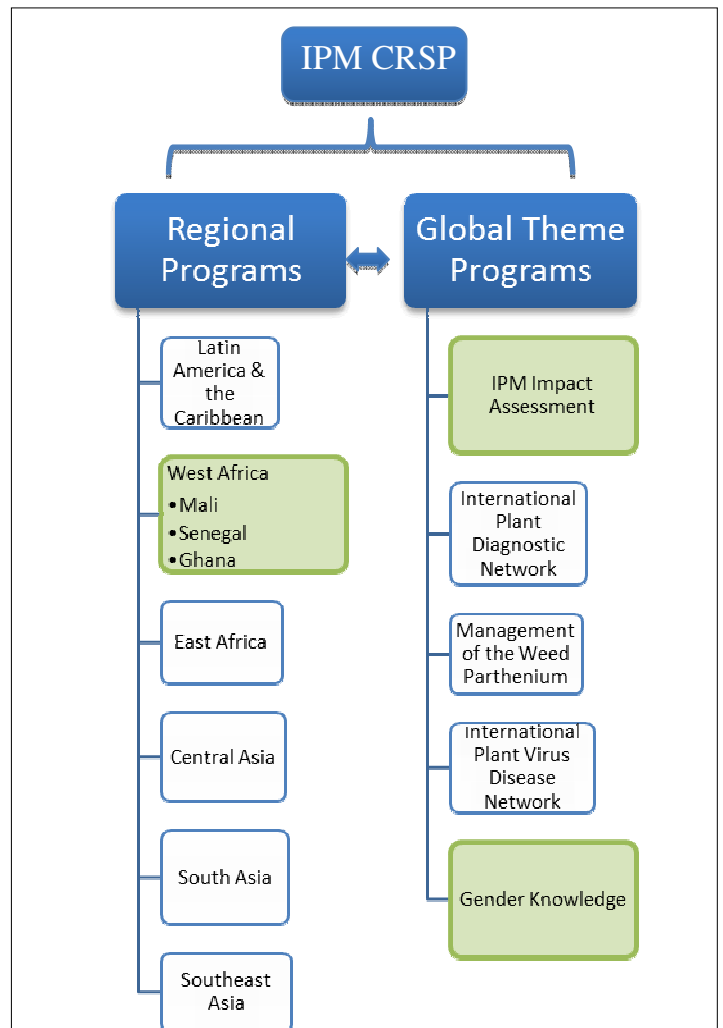 IPM CRSP
Regional
Programs
Latin
America &
the
Caribbean
West Africa
•Mali
•Senegal
•Ghana
East Africa
Central Asia
South Asia
Southeast
Asia
Global Theme
Programs
IPM Impact
Assessment
International
Plant
Diagnostic
Network
Management
of the Weed
Parthenium
International
Plant Virus
Disease
Network
Gender Knowledge